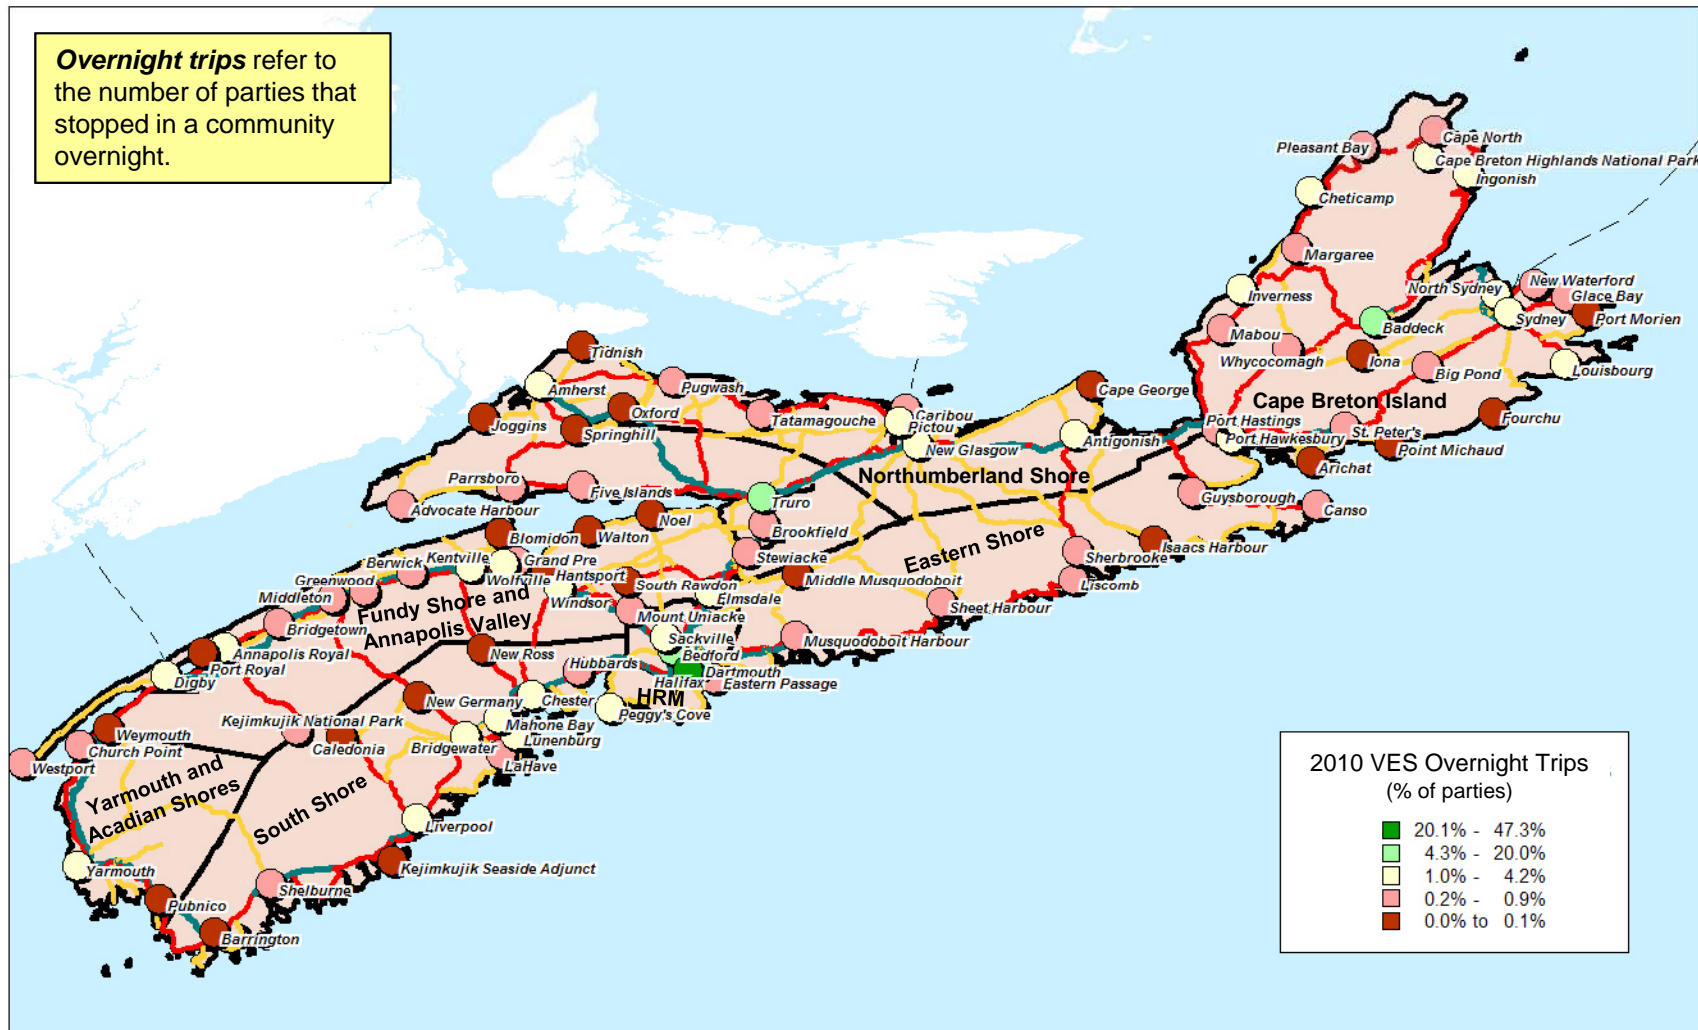 Overnight trips refer to
the number of parties that
stopped in a community
overnight.
Pleasant Bay
Cape North
Cape Breton Highlands National Park
Ingonish
Cheticamp
Margaree
Inverness
North Sydney
New Waterford
Glace Bay
Mabou
Baddeck
Sydney
Port Morien
Whycocomagh
Iona
Big Pond
Louisbourg
Cape Breton Island
Fourchu
Port Hastings
Port Hawkesbury
St. Peter's
Point Michaud
Arichat
Tidnish
Amherst
Pugwash
Cape George
Joggins
Oxford
Springhill
Tatamagouche
Caribou
Pictou
New Glasgow
Antigonish
Northumberland Shore
Parrsboro
Five Islands
Truro
Guysborough
Canso
Advocate Harbour
Noel
Brookfield
Eastern Shore
Isaacs Harbour
Blomidon
Walton
Stewiacke
Sherbrooke
Berwick
Kentville
Grand Pre
Wolfville
Hantsport
South Rawdon
Middle Musquodoboit
Liscomb
Greenwood
Middleton
Windsor
Elmsdale
Sheet Harbour
Fundy Shore and
Annapolis Valley
Mount Uniacke
Bridgetown
Sackville
Musquodoboit Harbour
Annapolis Royal
Port Royal
New Ross
Bedford
Digby
Hubbards
Dartmouth
Halifax
Eastern Passage
New Germany
Chester
HRM
Peggy's Cove
Kejimkujik National Park
Mahone Bay
Weymouth
Caledonia
Bridgewater
Lunenburg
Church Point
LaHave
Westport
Yarmouth and
Acadian Shores
South Shore
Liverpool
Yarmouth
Kejimkujik Seaside Adjunct
Shelburne
Pubnico
Barrington
2010 VES Overnight Trips
(% of parties)
20.1% - 47.3%
4.3% - 20.0%
1.0% - 4.2%
0.2% - 0.9%
0.0% to 0.1%